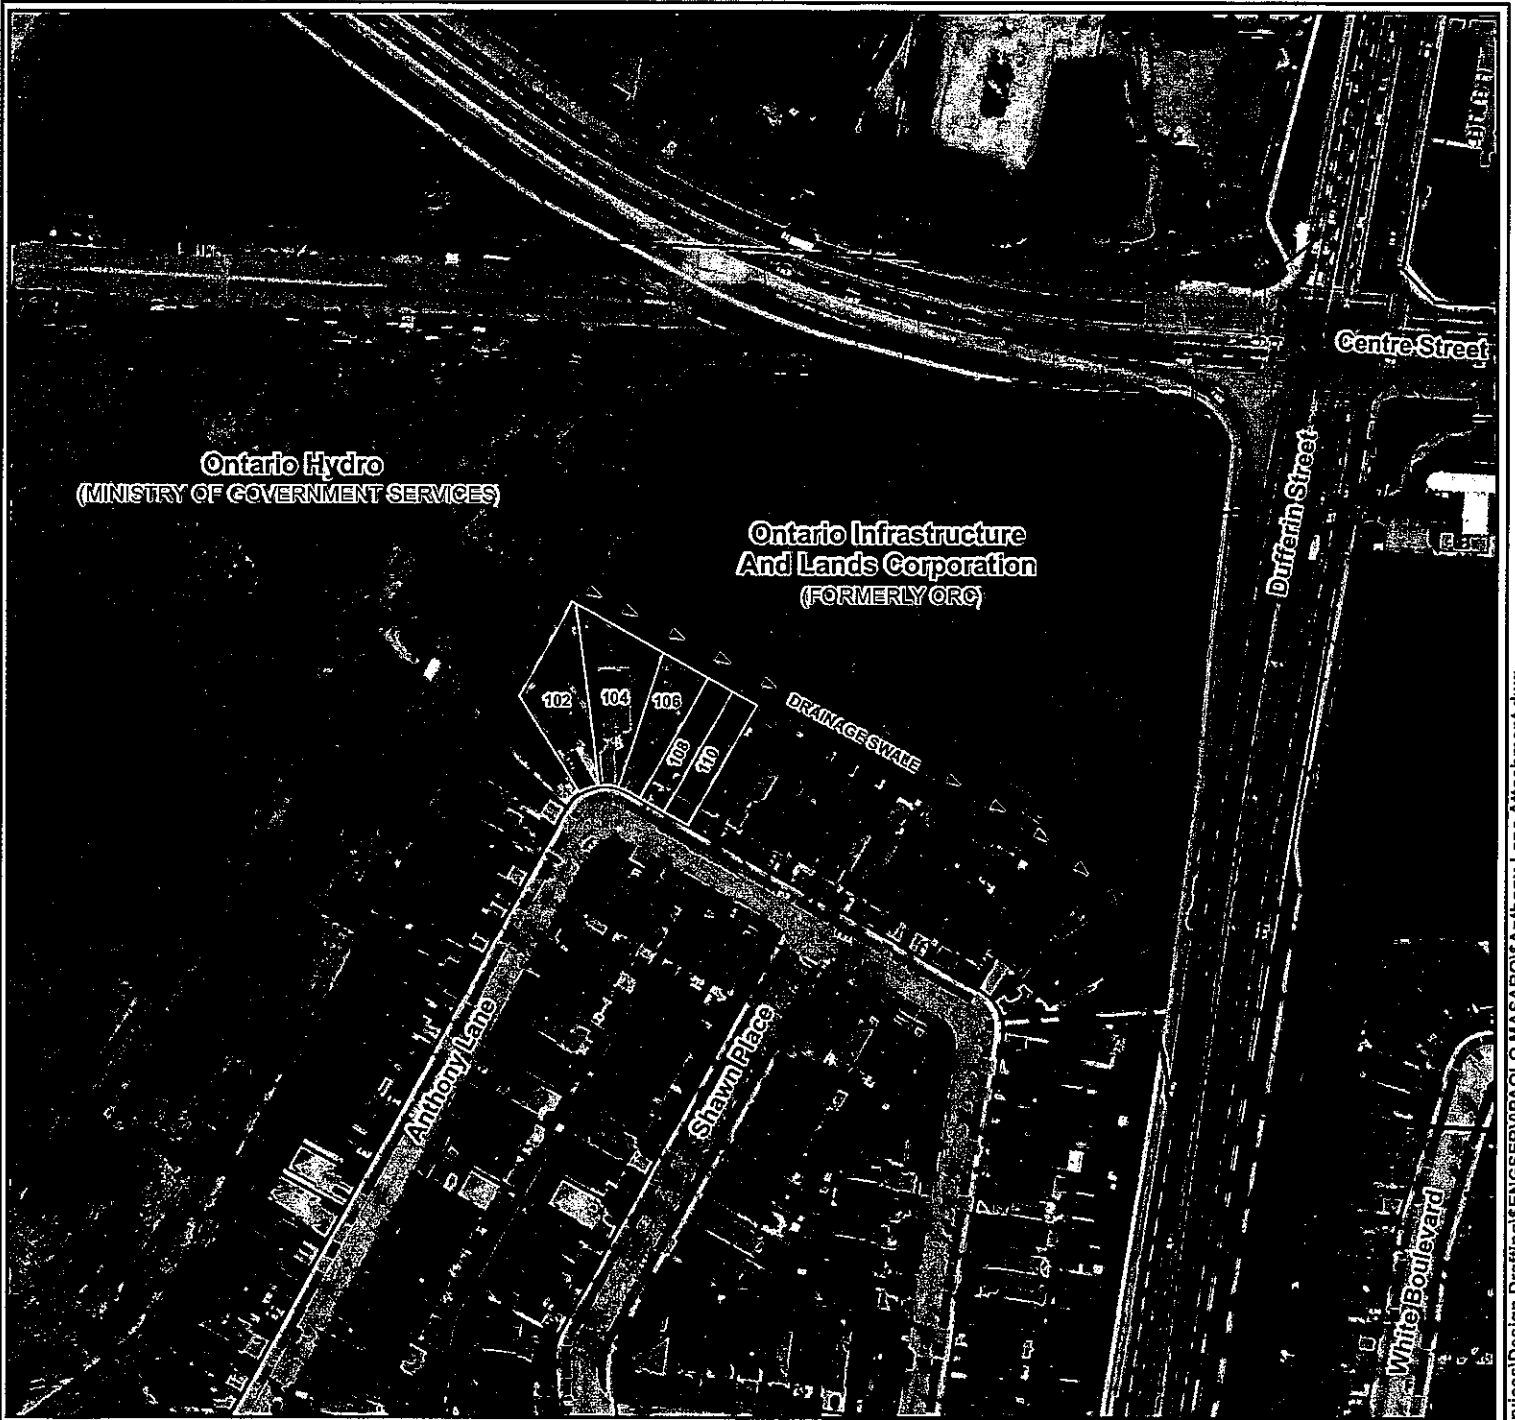 Centre Street
Dufferin Street
Ontario Hydro
(MINISTRY OF GOVERNMENT SERVICES)
Ontario Infrastructure
And Lands Corporation
(FORMERLY ORC)
102
104
106
108
110
DRAINAGE SWALE
Anthony Lane
Shawn Place
White Boulevard